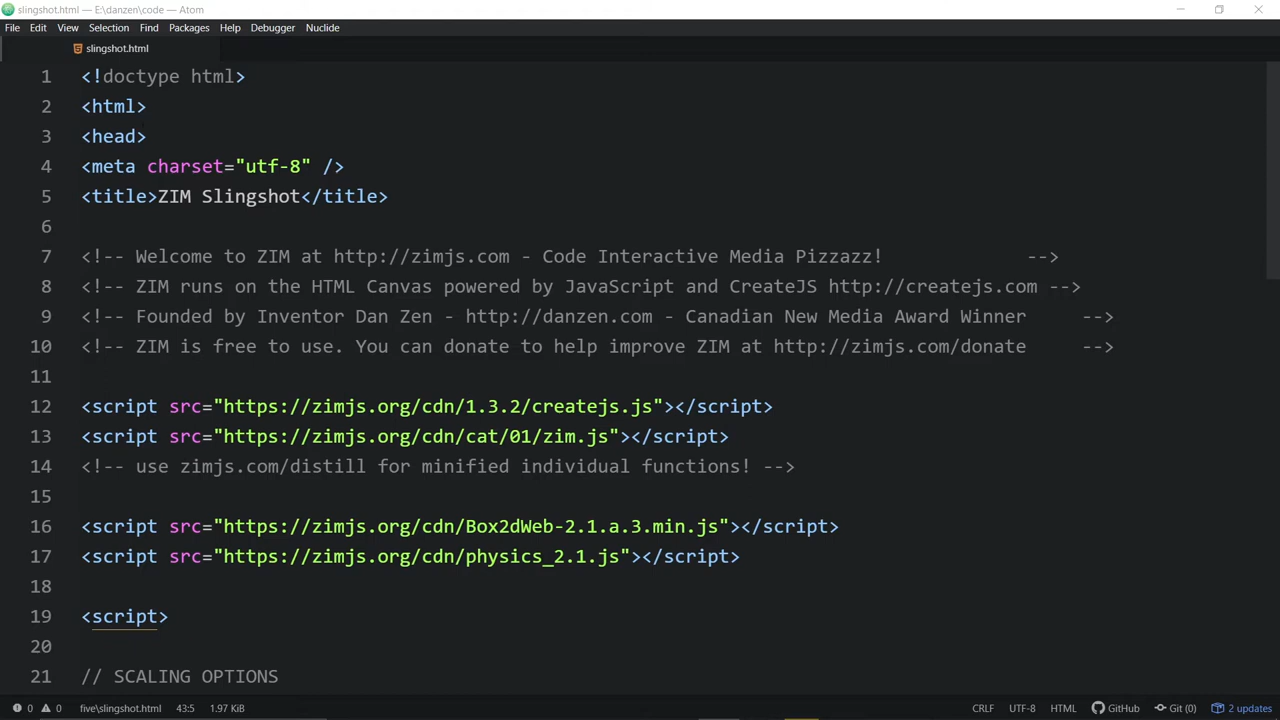 slingshot.html — E:\danzen\code — Atom
File Edit View Selection Find Packages Help Debugger Nuclide
slingshot.html
1 <!doctype html>
2 <html>
3 <head>
4 <meta charset="utf-8" />
5 <title>ZIM Slingshot</title>
6
7 <!-- Welcome to ZIM at http://zimjs.com - Code Interactive Media Pizzazz! -->
8 <!-- ZIM runs on the HTML Canvas powered by JavaScript and CreateJS http://createjs.com -->
9 <!-- Founded by Inventor Dan Zen - http://danzen.com - Canadian New Media Award Winner -->
10 <!-- ZIM is free to use. You can donate to help improve ZIM at http://zimjs.com/donate -->
11
12 <script src="https://zimjs.org/cdn/1.3.2/createjs.js"></script>
13 <script src="https://zimjs.org/cdn/cat/01/zim.js"></script>
14 <!-- use zimjs.com/distill for minified individual functions! -->
15
16 <script src="https://zimjs.org/cdn/Box2dWeb-2.1.a.3.min.js"></script>
17 <script src="https://zimjs.org/cdn/physics_2.1.js"></script>
18
19 <script>
20
21 // SCALING OPTIONS
0 0 five\slingshot.html 43:5 1.97 KiB CRLF UTF-8 HTML GitHub Git (0) 2 updates